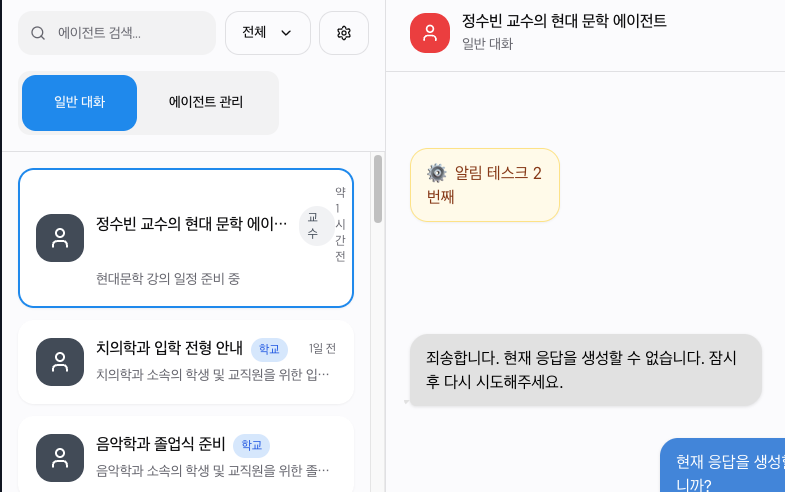 에이전트 검색...
전체
일반 대화
에이전트 관리
정수빈 교수의 현대 문학 에이...
교
수
약
1
시
간
전
현대문학 강의 일정 준비 중
치의학과 입학 전형 안내
학교
1일 전
치의학과 소속의 학생 및 교직원을 위한 입...
음악학과 졸업식 준비
학교
음악학과 소속의 학생 및 교직원을 위한 졸...
정수빈 교수의 현대 문학 에이전트
일반 대화
알림 테스크 2
번째
죄송합니다. 현재 응답을 생성할 수 없습니다. 잠시
후 다시 시도해주세요.
현재 응답을 생성할
니까?